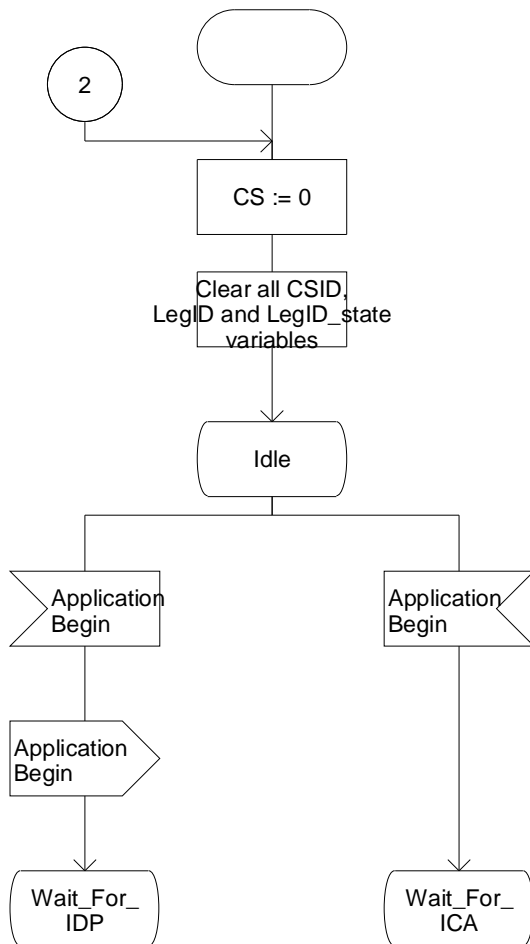 2
CS := 0
Clear all CSID,
LegID and LegID_state
variables
Idle
Application
Begin
Application
Begin
Application
Begin
Wait_For_
IDP
Wait_For_
ICA